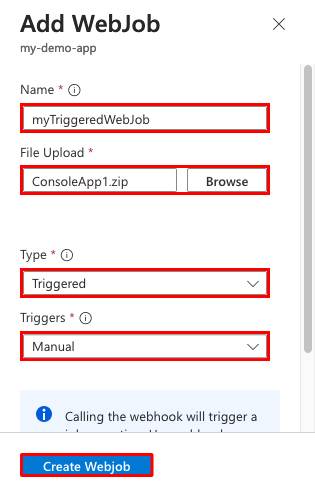 Add WebJob
my-demo-app
Name *
myTriggeredWebJob
File Upload *
ConsoleApp1.zip Browse
Type *
Triggered
Triggers *
Manual
Calling the webhook will trigger a
Create Webjob